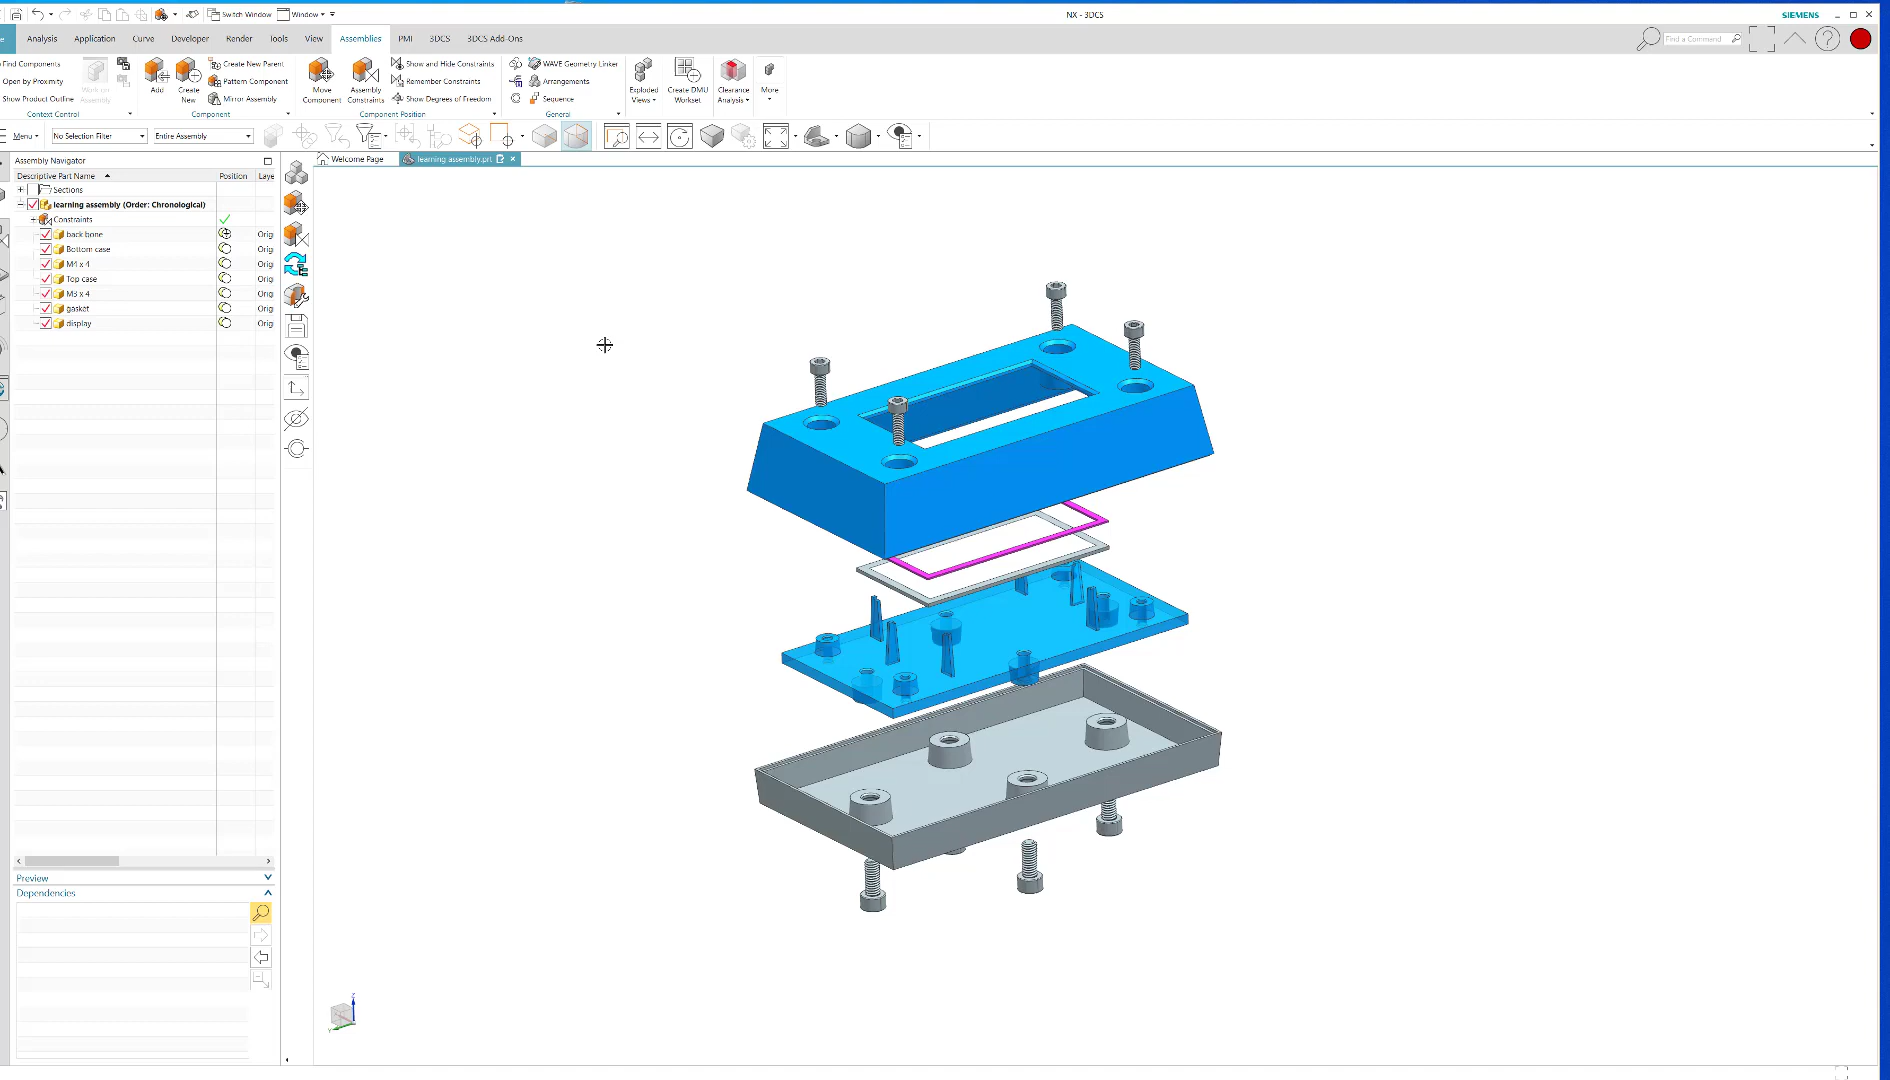 Switch Window
Window
NX - 3DCS
SIEMENS
Analysis
Application
Curve
Developer
Render
Tools
View
Assemblies
PMI
3DCS
3DCS Add-Ons
Find a Command
Find Components
Open by Proximity
Show Product Outline
Context Control
Work on
Assembly
Add
Create
New
Create New Parent
Pattern Component
Mirror Assembly
Component
Move
Component
Assembly
Constraints
Show and Hide Constraints
Remember Constraints
Show Degrees of Freedom
Component Position
WAVE Geometry Linker
Arrangements
Sequence
General
Exploded
Views
Create DMU
Workset
Clearance
Analysis
More
Menu
No Selection Filter
Entire Assembly
Assembly Navigator
Welcome Page
learning assembly.prt
Descriptive Part Name
Position
Laye
Sections
learning assembly (Order: Chronological)
Constraints
back bone
Orig
Bottom case
Orig
M4 x 4
Orig
Top case
Orig
M3 x 4
Orig
gasket
Orig
display
Orig
Preview
Dependencies
Z
Y